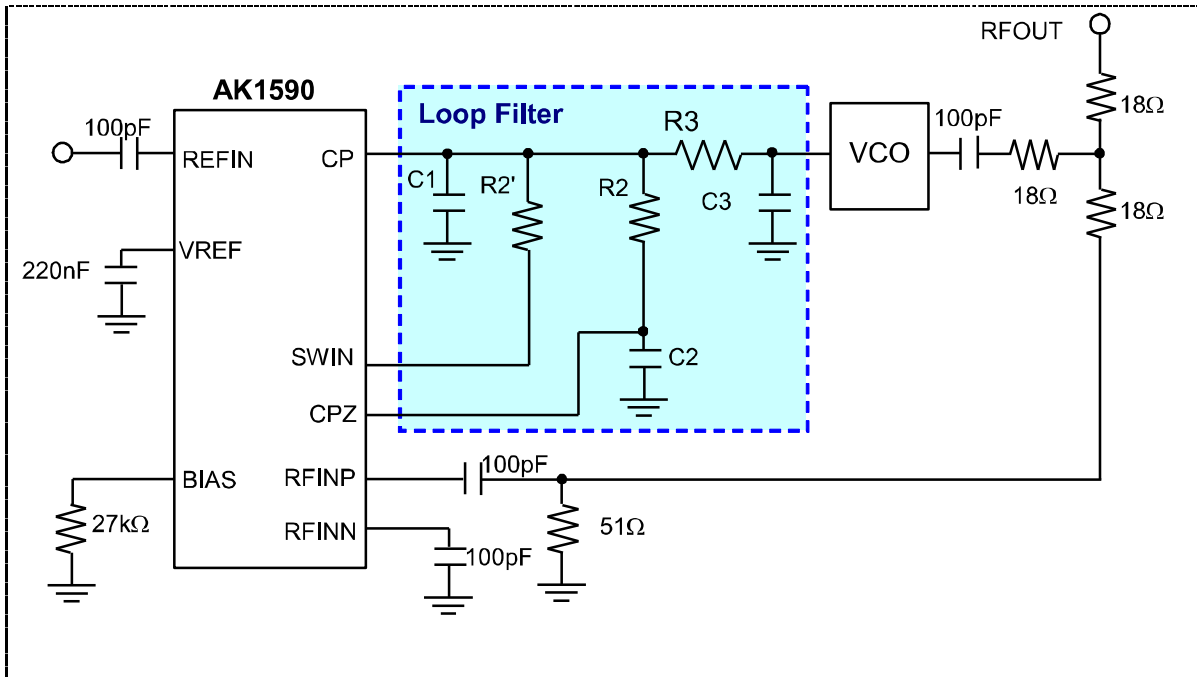 RFOUT
AK1590
Loop Filter
18Ω
100pF
REFIN
CP
R3
VCO
100pF
C1
R2'
R2
C3
18Ω
18Ω
VREF
220nF
SWIN
C2
CPZ
BIAS
RFINP
100pF
27kΩ
RFINN
100pF
51Ω